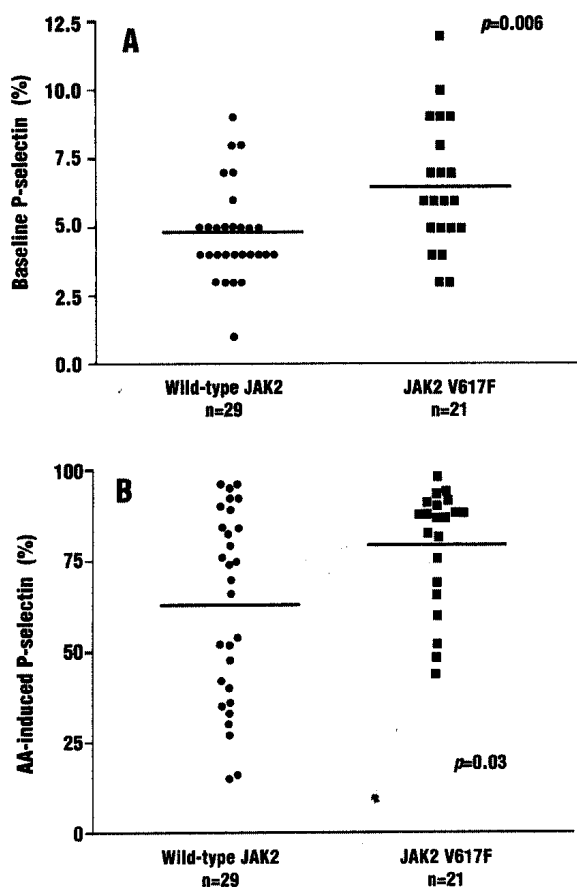 A
p=0.006
Baseline P-selectin (%)
12.5
10.0
7.5
5.0
2.5
0.0
Wild-type JAK2
JAK2 V617F
n=29
n=21
B
AA-induced P-selectin (%)
100
75
50
25
0
p=0.03
Wild-type JAK2
JAK2 V617F
n=29
n=21